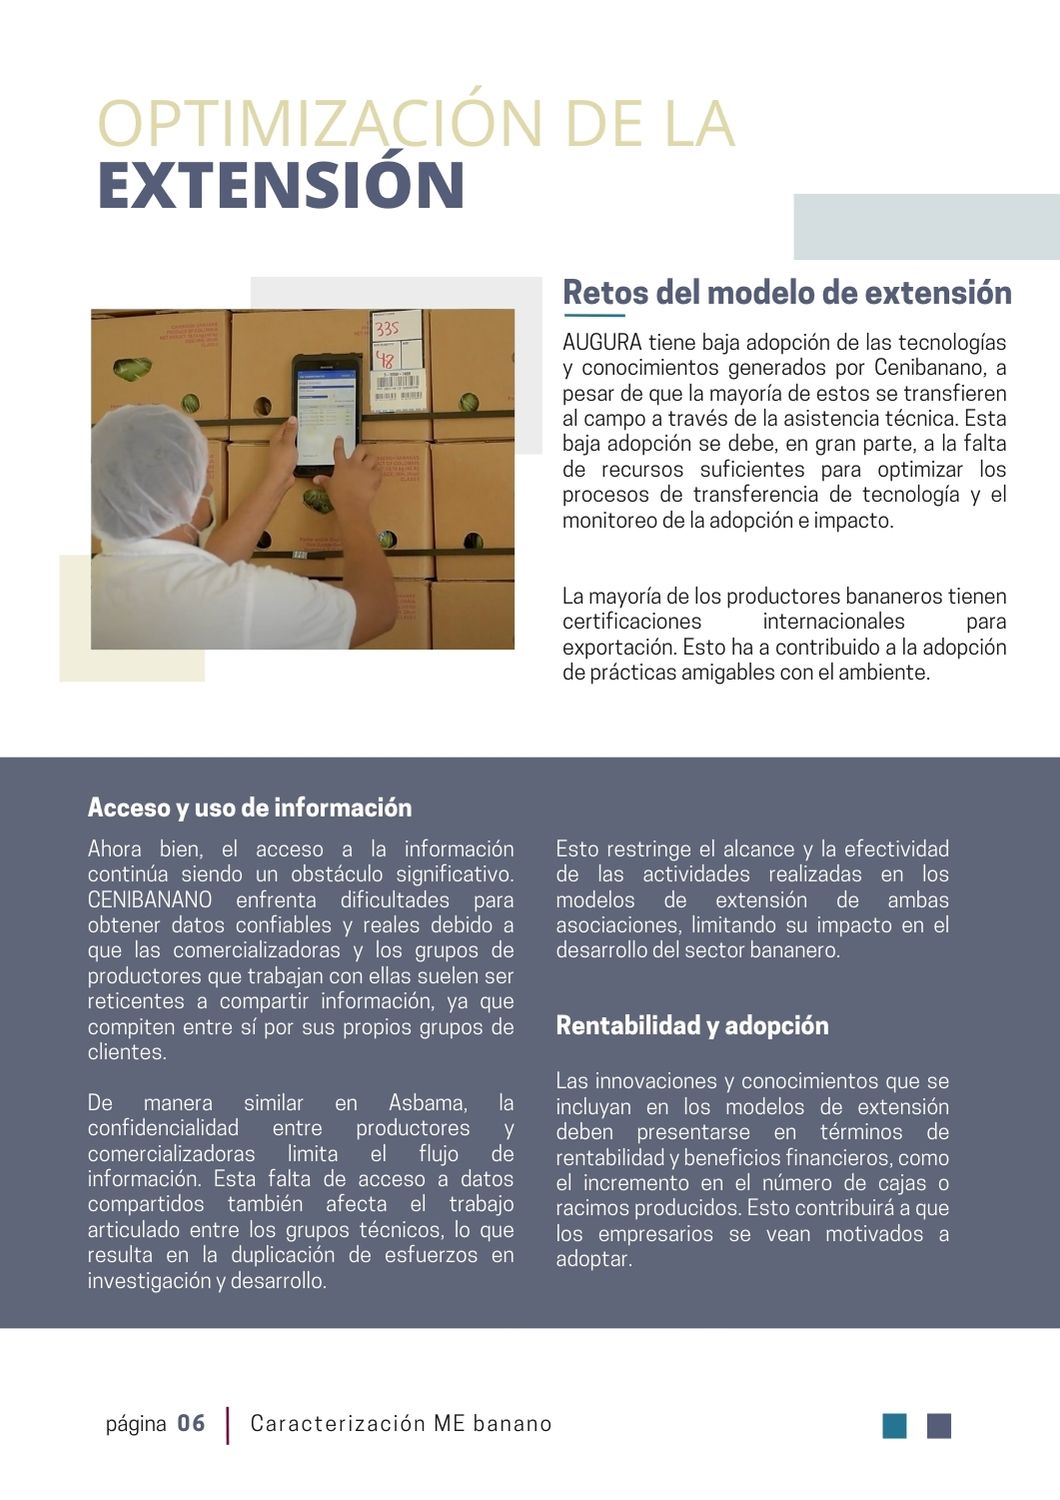 OPTIMIZACIÓN DE LA
EXTENSIÓN
335
48
Retos del modelo de extensión
AUGURA tiene baja adopción de las tecnologías
y conocimientos generados por Cenibanano, a
pesar de que la mayoría de estos se transfieren
al campo a través de la asistencia técnica. Esta
baja adopción se debe, en gran parte, a la falta
de recursos suficientes para optimizar los
procesos de transferencia de tecnología y el
monitoreo de la adopción e impacto.
La mayoría de los productores bananeros tienen
certificaciones internacionales para
exportación. Esto ha a contribuido a la adopción
de prácticas amigables con el ambiente.
Acceso y uso de información
Ahora bien, el acceso a la información
continúa siendo un obstáculo significativo.
CENIBANANO enfrenta dificultades para
obtener datos confiables y reales debido a
que las comercializadoras y los grupos de
productores que trabajan con ellas suelen ser
reticentes a compartir información, ya que
compiten entre sí por sus propios grupos de
clientes.
De manera similar en Asbama, la
confidencialidad entre productores y
comercializadoras limita el flujo de
información. Esta falta de acceso a datos
compartidos también afecta el trabajo
articulado entre los grupos técnicos, lo que
resulta en la duplicación de esfuerzos en
investigación y desarrollo.
Esto restringe el alcance y la efectividad
de las actividades realizadas en los
modelos de extensión de ambas
asociaciones, limitando su impacto en el
desarrollo del sector bananero.
Rentabilidad y adopción
Las innovaciones y conocimientos que se
incluyan en los modelos de extensión
deben presentarse en términos de
rentabilidad y beneficios financieros, como
el incremento en el número de cajas o
racimos producidos. Esto contribuirá a que
los empresarios se vean motivados a
adoptar.
página 06
Caracterización ME banano